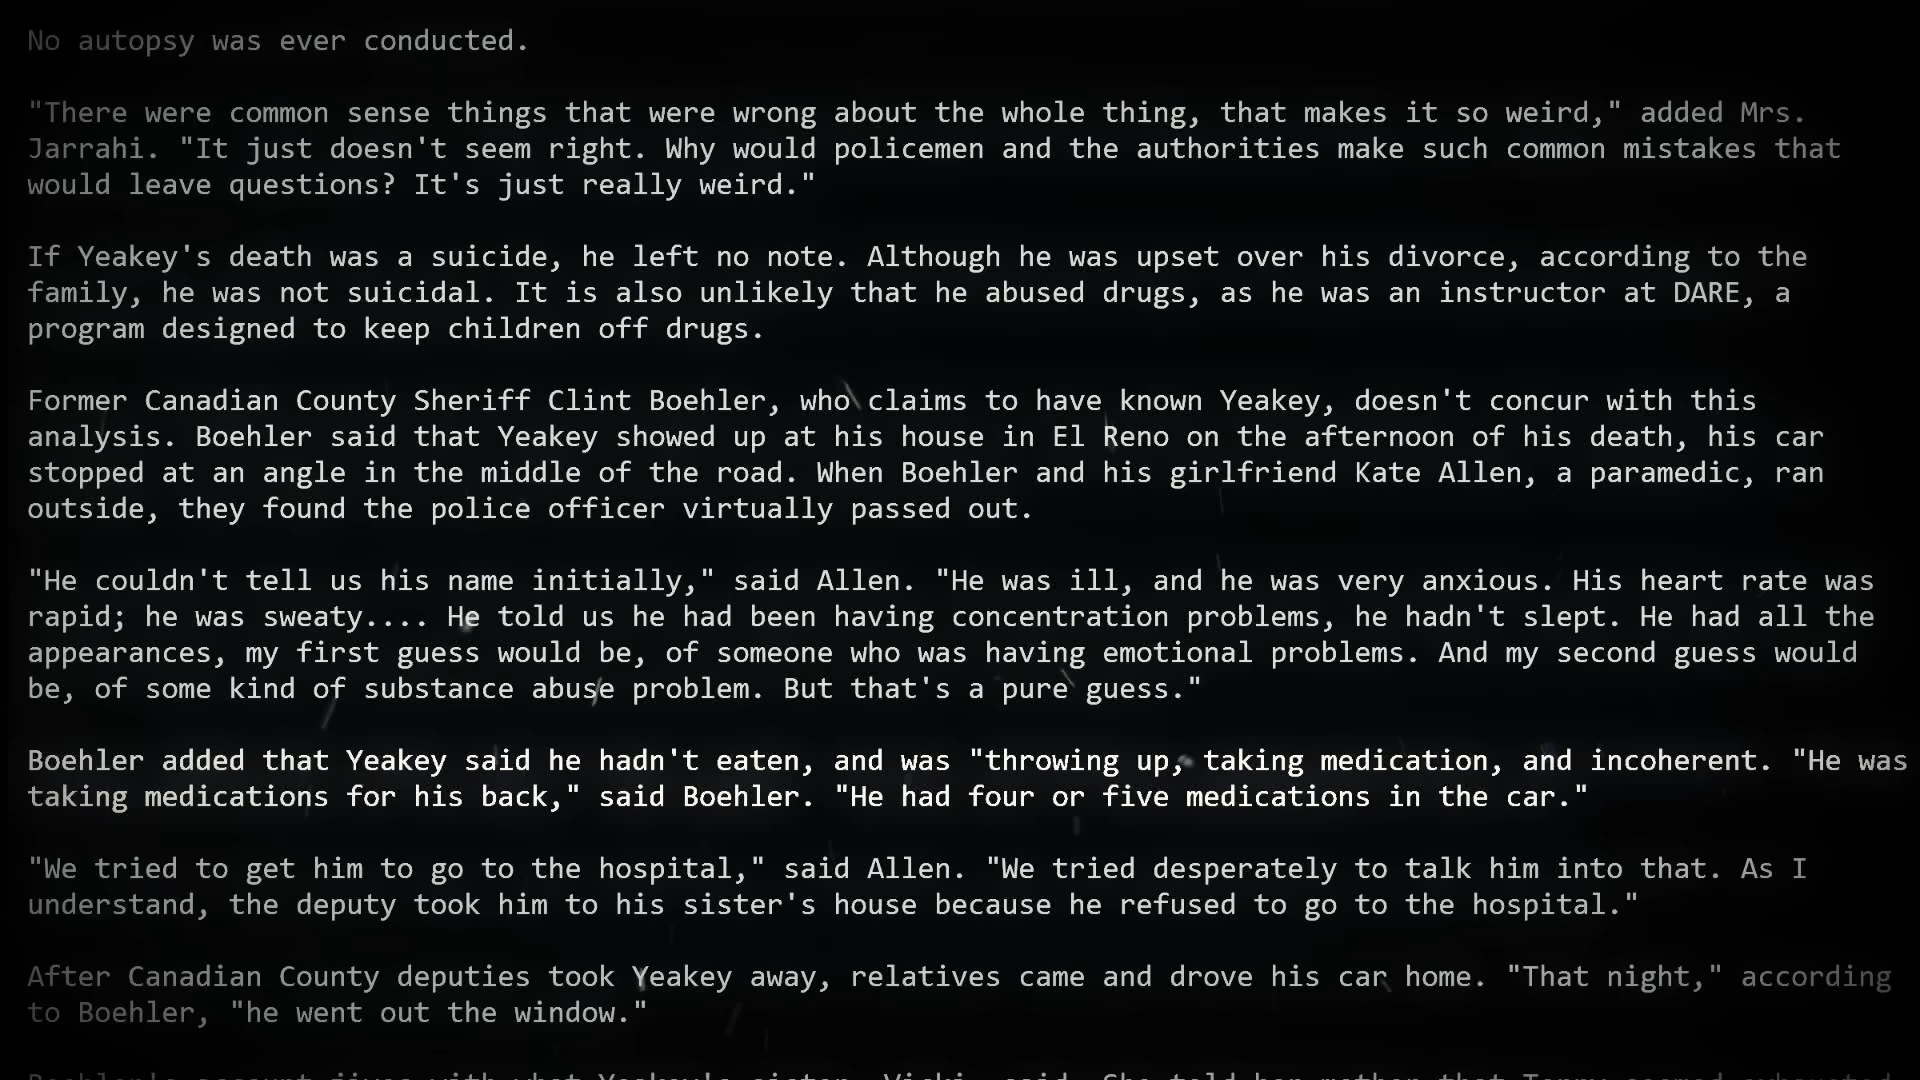 No autopsy was ever conducted.
"There were common sense things that were wrong about the whole thing, that makes it so weird," added Mrs.
Jarrahi. "It just doesn't seem right. Why would policemen and the authorities make such common mistakes that
would leave questions? It's just really weird."
If Yeakey's death was a suicide, he left no note. Although he was upset over his divorce, according to the
family, he was not suicidal. It is also unlikely that he abused drugs, as he was an instructor at DARE, a
program designed to keep children off drugs.
Former Canadian County Sheriff Clint Boehler, who claims to have known Yeakey, doesn't concur with this
analysis. Boehler said that Yeakey showed up at his house in El Reno on the afternoon of his death, his car
stopped at an angle in the middle of the road. When Boehler and his girlfriend Kate Allen, a paramedic, ran
outside, they found the police officer virtually passed out.
"He couldn't tell us his name initially," said Allen. "He was ill, and he was very anxious. His heart rate was
rapid; he was sweaty.... He told us he had been having concentration problems, he hadn't slept. He had all the
appearances, my first guess would be, of someone who was having emotional problems. And my second guess would
be, of some kind of substance abuse problem. But that's a pure guess."
Boehler added that Yeakey said he hadn't eaten, and was "throwing up, taking medication, and incoherent. "He was
taking medications for his back," said Boehler. "He had four or five medications in the car."
"We tried to get him to go to the hospital," said Allen. "We tried desperately to talk him into that. As I
understand, the deputy took him to his sister's house because he refused to go to the hospital."
After Canadian County deputies took Yeakey away, relatives came and drove his car home. "That night," according
to Boehler, "he went out the window."